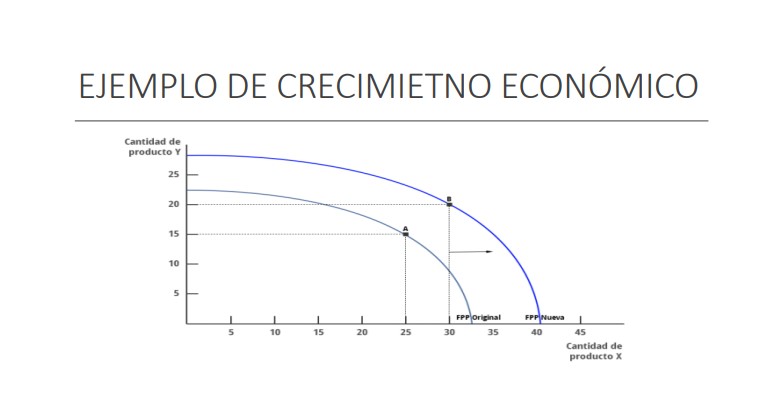 EJEMPLO DE CRECIMIETNO ECONÓMICO
Cantidad de
producto Y
25
20
15
10
5
B
A
FPP Original
FPP Nueva
5 10 15 20 25 30 35 40 45
Cantidad de
producto X